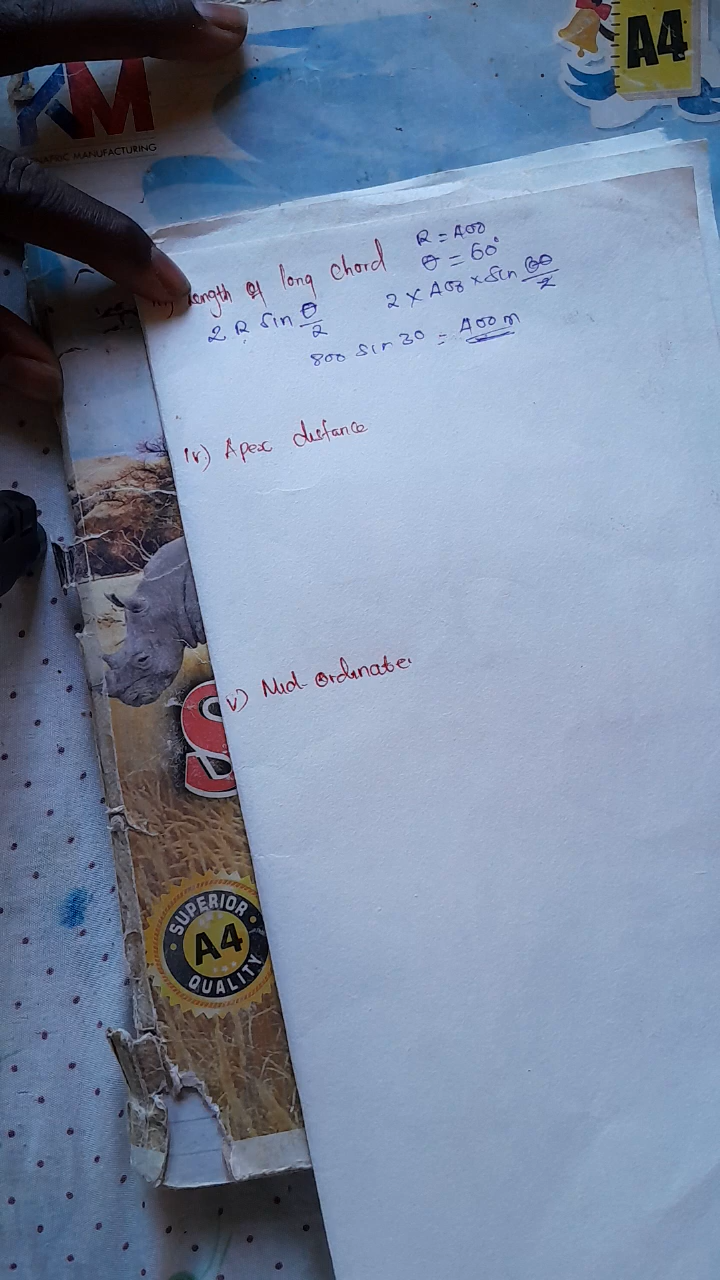 A4
KM
MANUFACTURING
length of long chord
R = 400
θ = 60°
2 R sin θ/2
2 × 400 × sin 60/2
800 sin 30 = 400m
iv) Apex distance
v) Mid-ordinate
S
SUPERIOR
A4
QUALITY